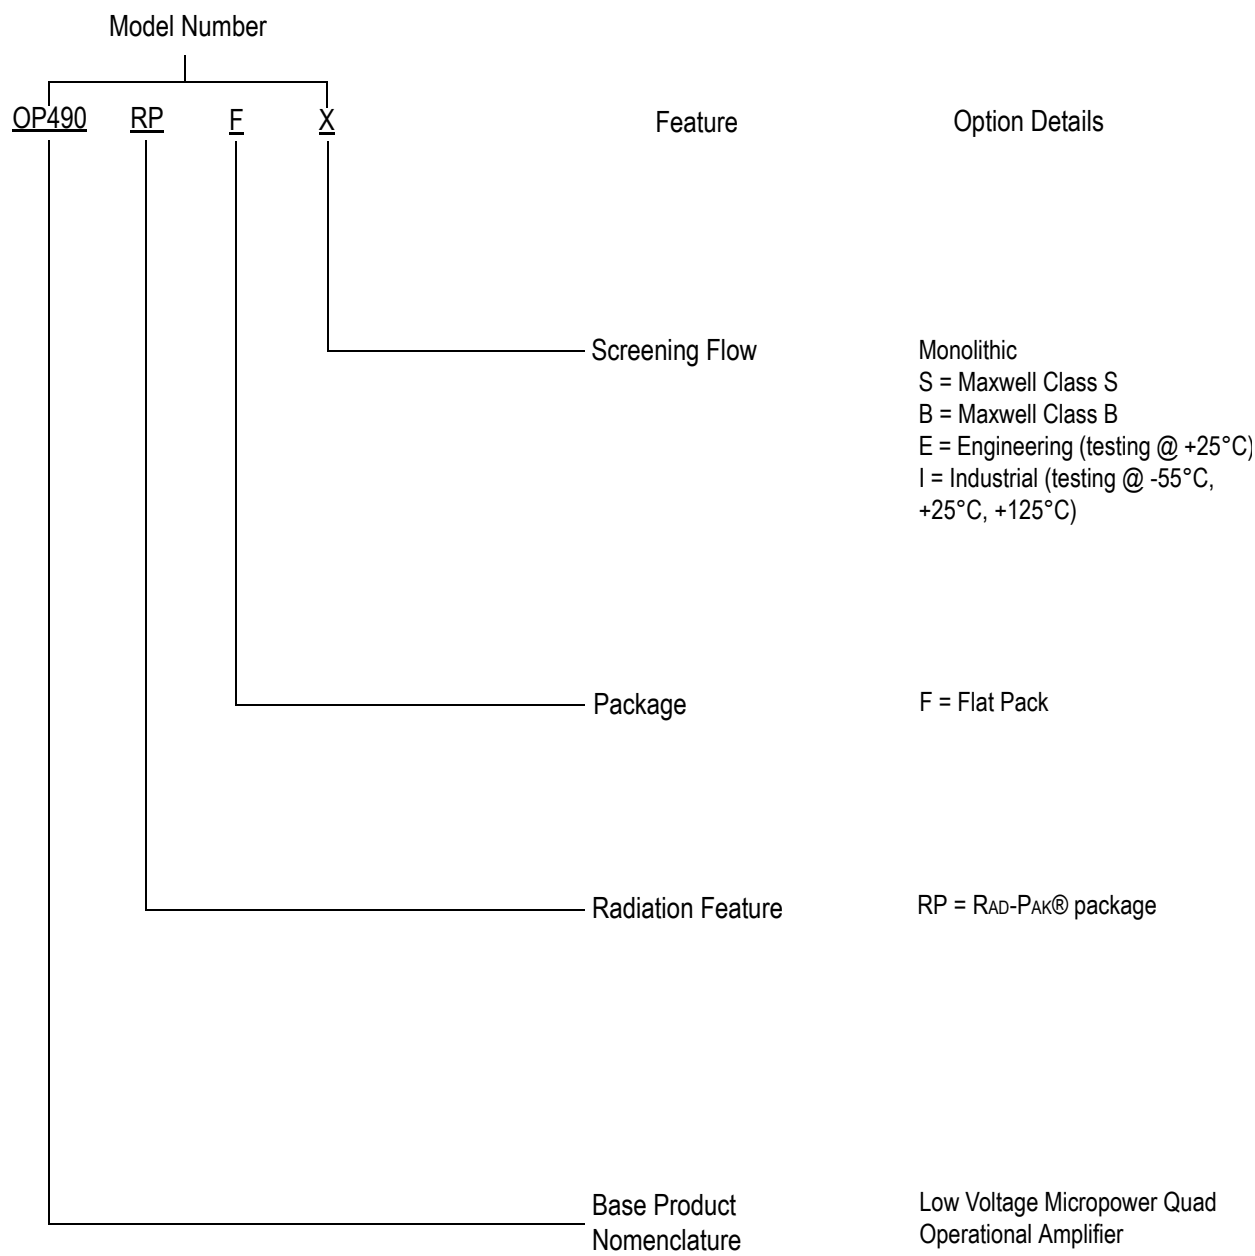 Model Number
OP490 RP F X
Feature
Option Details
Screening Flow
Monolithic
S = Maxwell Class S
B = Maxwell Class B
E = Engineering (testing @ +25°C)
I = Industrial (testing @ -55°C,
+25°C, +125°C)
Package
F = Flat Pack
Radiation Feature
RP = RAD-PAK® package
Base Product
Nomenclature
Low Voltage Micropower Quad
Operational Amplifier